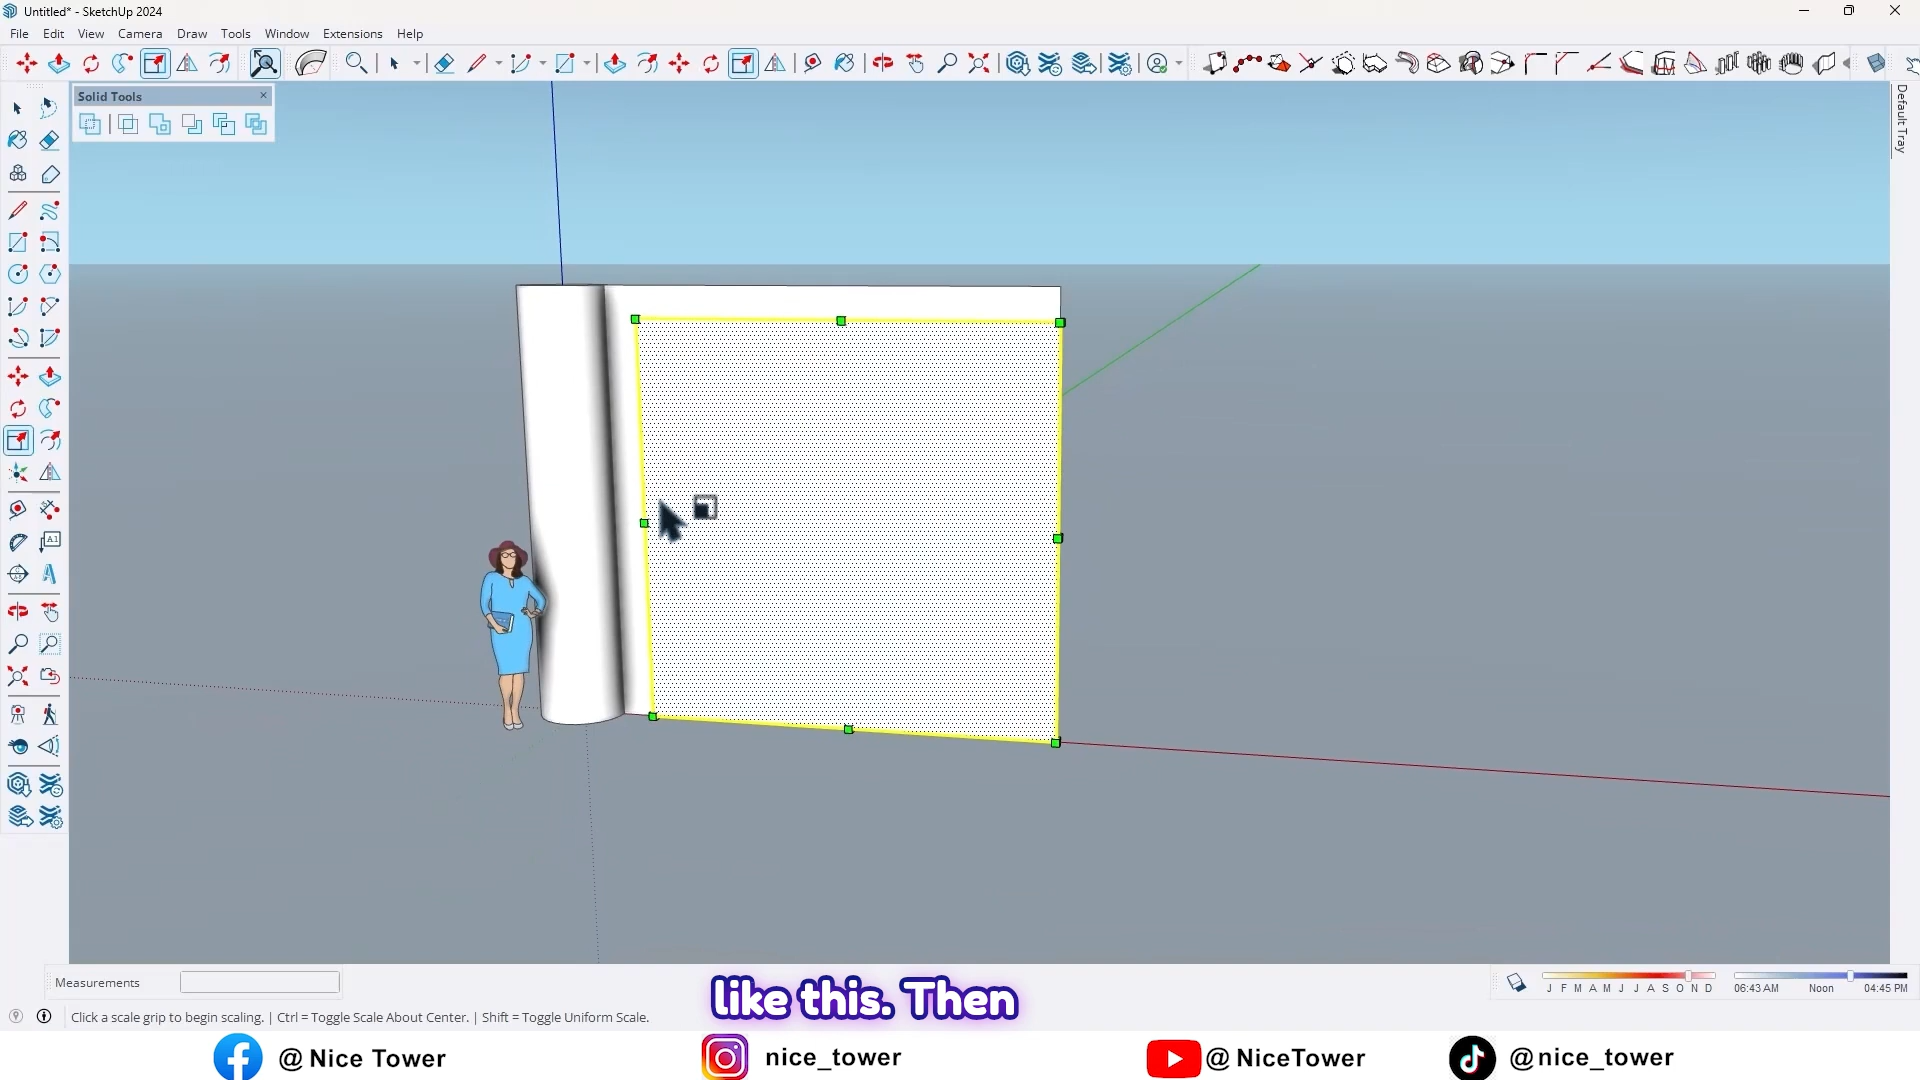 Untitled* - SketchUp 2024
File Edit View Camera Draw Tools Window Extensions Help
Solid Tools
Default Tray
A1
A
Measurements
like this. Then
J F M A M J J A S O N D
06:43 AM Noon 04:45 PM
Click a scale grip to begin scaling. | Ctrl = Toggle Scale About Center. | Shift = Toggle Uniform Scale.
@ Nice Tower
nice_tower
@ NiceTower
@nice_tower